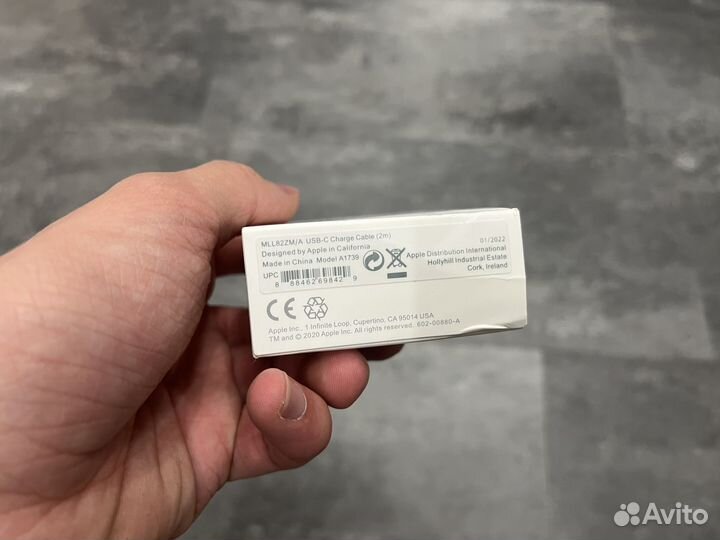 MLL82ZM/A USB-C Charge Cable (2m)
Designed by Apple in California
Made in China Model A1739
UPC
8 88462 69842 9
01/2022
Apple Distribution International
Hollyhill Industrial Estate
Cork, Ireland
CE
Apple Inc., 1 Infinite Loop, Cupertino, CA 95014 USA
TM and © 2020 Apple Inc. All rights reserved. 602-00880-A
Avito